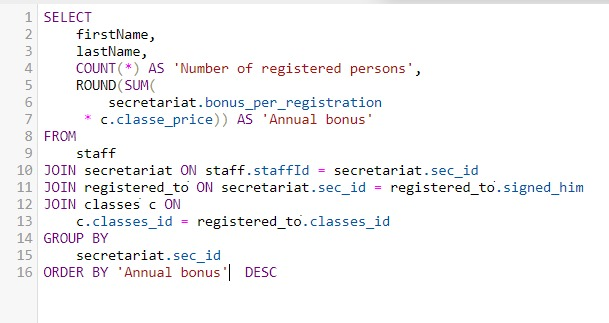 1 SELECT
2 firstName,
3 lastName,
4 COUNT(*) AS 'Number of registered persons',
5 ROUND(SUM(
6 secretariat.bonus_per_registration
7 * c.classe_price)) AS 'Annual bonus'
8 FROM
9 staff
10 JOIN secretariat ON staff.staffId = secretariat.sec_id
11 JOIN registered_to ON secretariat.sec_id = registered_to.signed_him
12 JOIN classes c ON
13 c.classes_id = registered_to.classes_id
14 GROUP BY
15 secretariat.sec_id
16 ORDER BY 'Annual bonus' DESC